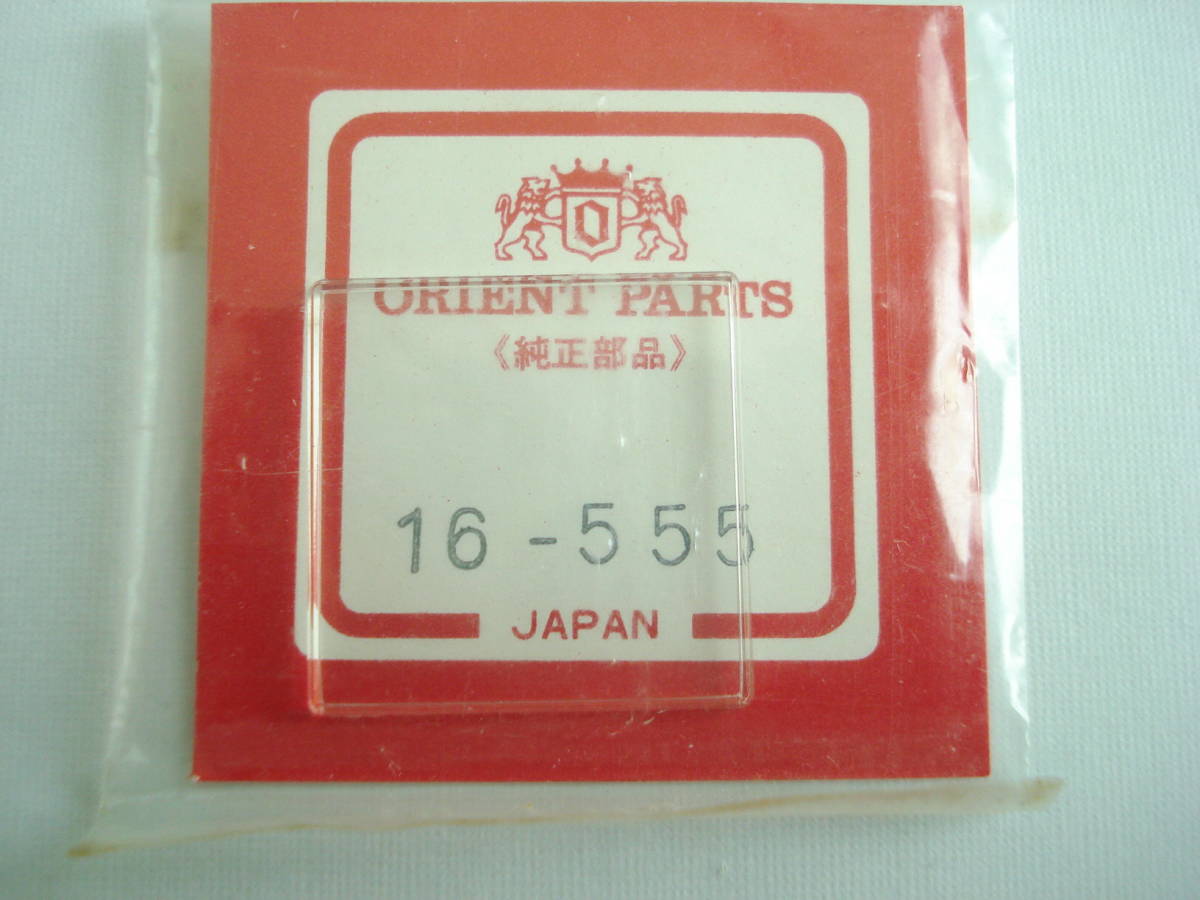 O
ORIENT PARTS
《純正部品》
16-555
JAPAN